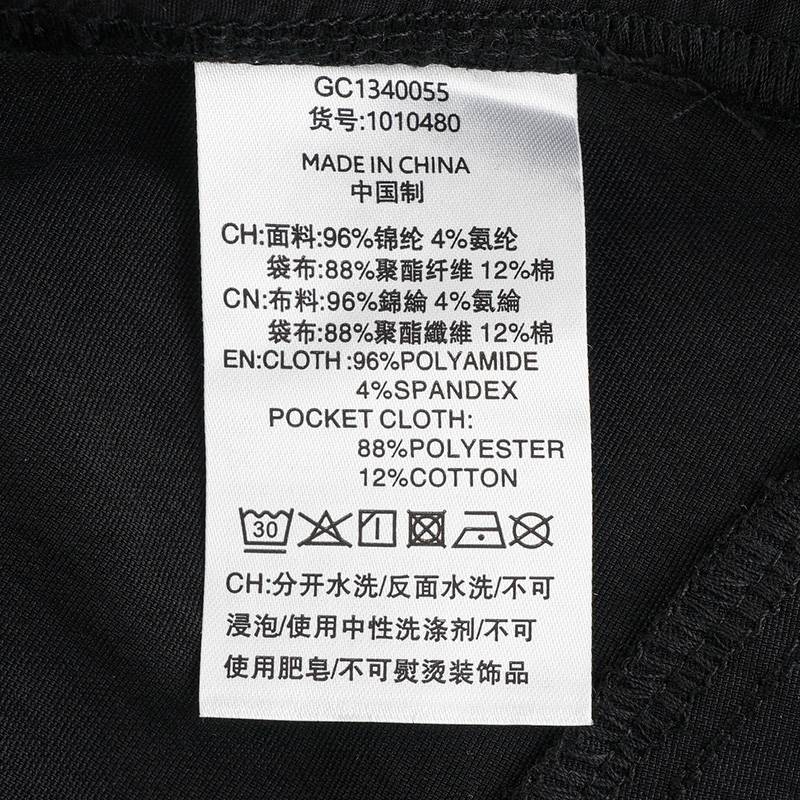 GC1340055
货号:1010480
MADE IN CHINA
中国制
CH:面料:96%锦纶 4%氨纶
袋布:88%聚酯纤维 12%棉
CN:布料:96%錦綸 4%氨綸
袋布:88%聚酯纖維 12%棉
EN:CLOTH :96%POLYAMIDE
4%SPANDEX
POCKET CLOTH:
88%POLYESTER
12%COTTON
30
CH:分开水洗/反面水洗/不可
浸泡/使用中性洗涤剂/不可
使用肥皂/不可熨烫装饰品